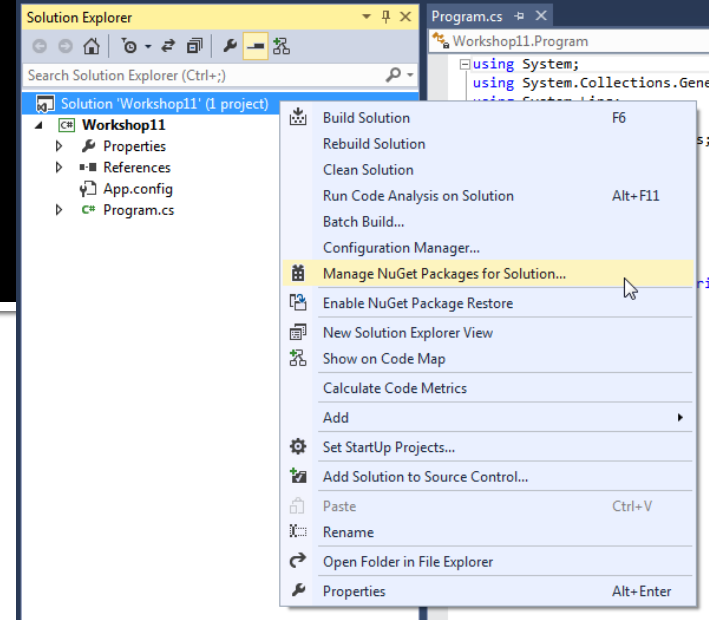 Solution Explorer
Program.cs
Workshop11.Program
Search Solution Explorer (Ctrl+;)
using System;
using System.Collections.Gene
using System.Linq;
Solution 'Workshop11' (1 project)
C# Workshop11
Properties
References
App.config
C# Program.cs
Build Solution F6
Rebuild Solution
s;
Clean Solution
Run Code Analysis on Solution Alt+F11
Batch Build...
Configuration Manager...
Manage NuGet Packages for Solution...
ri
Enable NuGet Package Restore
New Solution Explorer View
Show on Code Map
Calculate Code Metrics
Add
Set StartUp Projects...
Add Solution to Source Control...
Paste Ctrl+V
Rename
Open Folder in File Explorer
Properties Alt+Enter